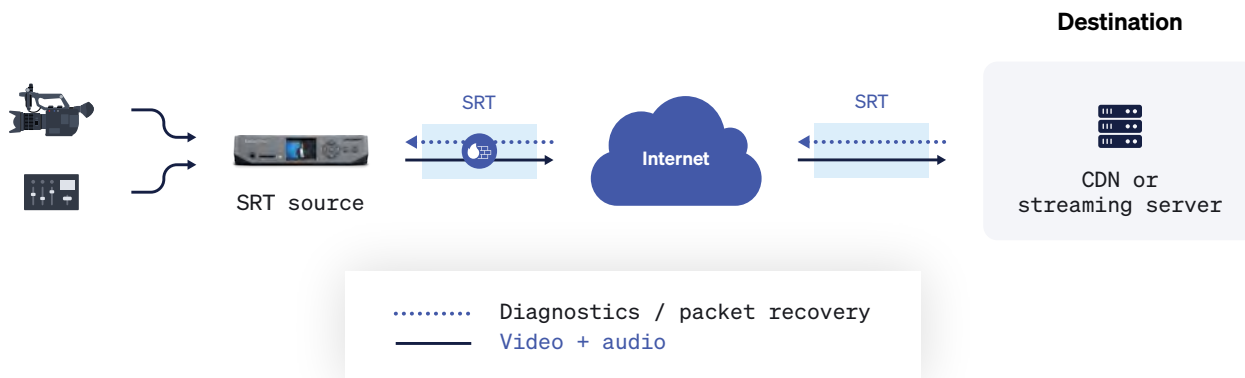 Destination
SRT
SRT
Internet
SRT source
CDN or
streaming server
Diagnostics / packet recovery
Video + audio